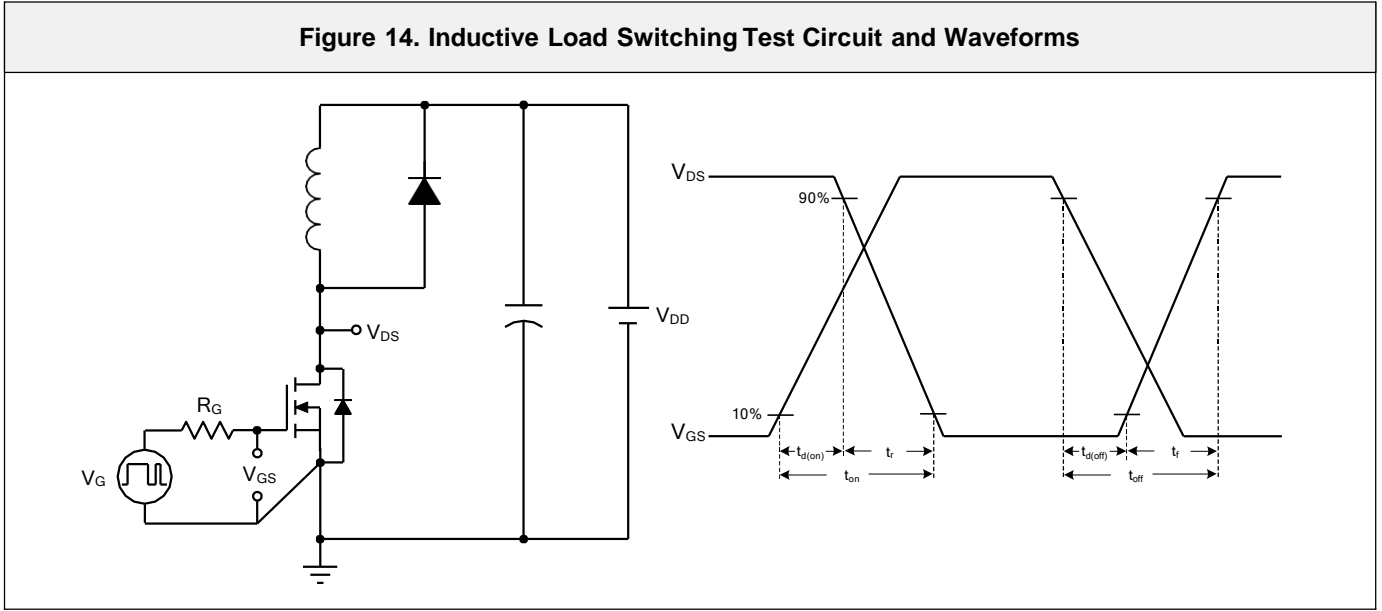 Figure 14. Inductive Load Switching Test Circuit and Waveforms
VDS
90%
10%
VGS
td(on)
tr
ton
td(off)
tf
toff
VDD
VDS
RG
VGS
VG